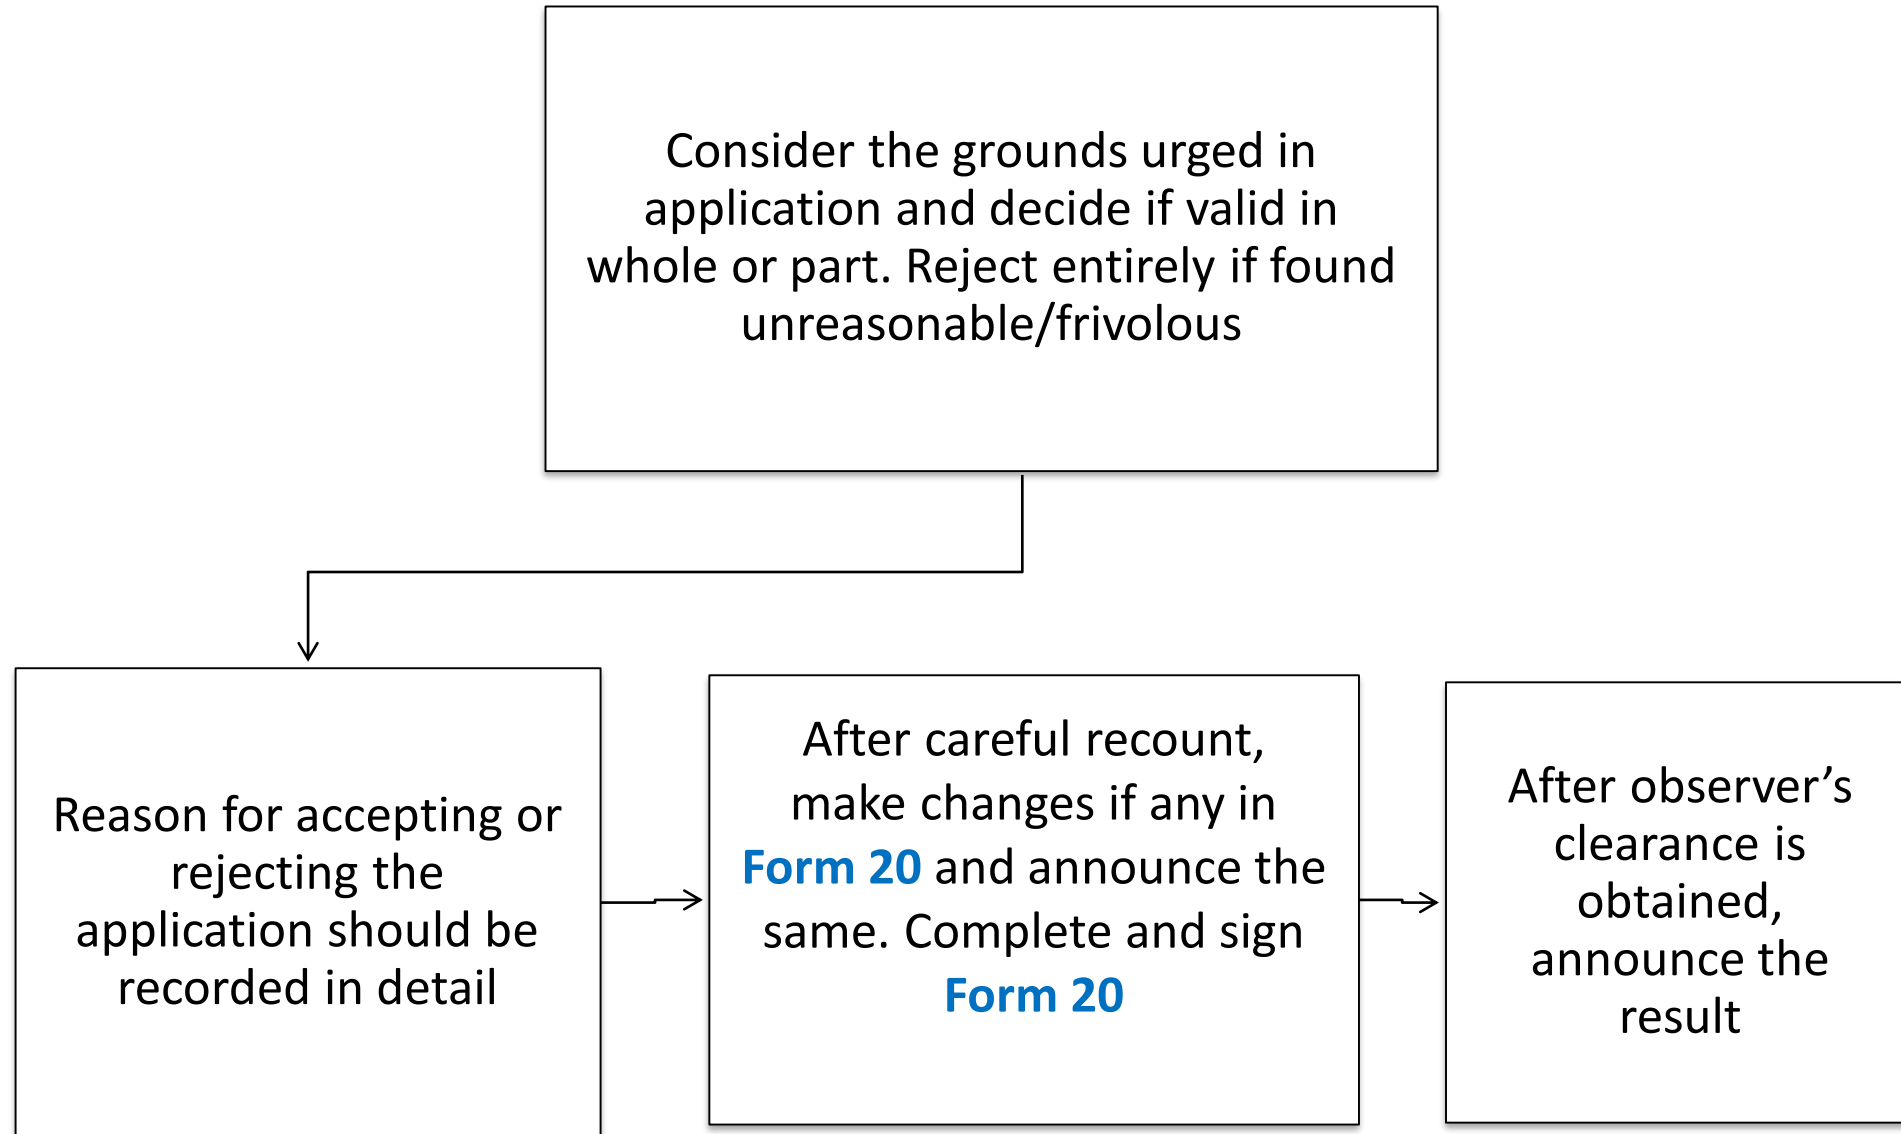 Consider the grounds urged in
application and decide if valid in
whole or part. Reject entirely if found
unreasonable/frivolous
Reason for accepting or
rejecting the
application should be
recorded in detail
After careful recount,
make changes if any in
Form 20 and announce the
same. Complete and sign
Form 20
After observer’s
clearance is
obtained,
announce the
result